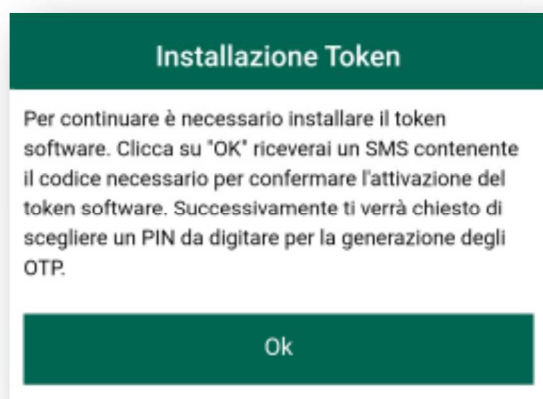 Installazione Token
Per continuare è necessario installare il token
software. Clicca su "OK" riceverai un SMS contenente
il codice necessario per confermare l'attivazione del
token software. Successivamente ti verrà chiesto di
scegliere un PIN da digitare per la generazione degli
OTP.
Ok